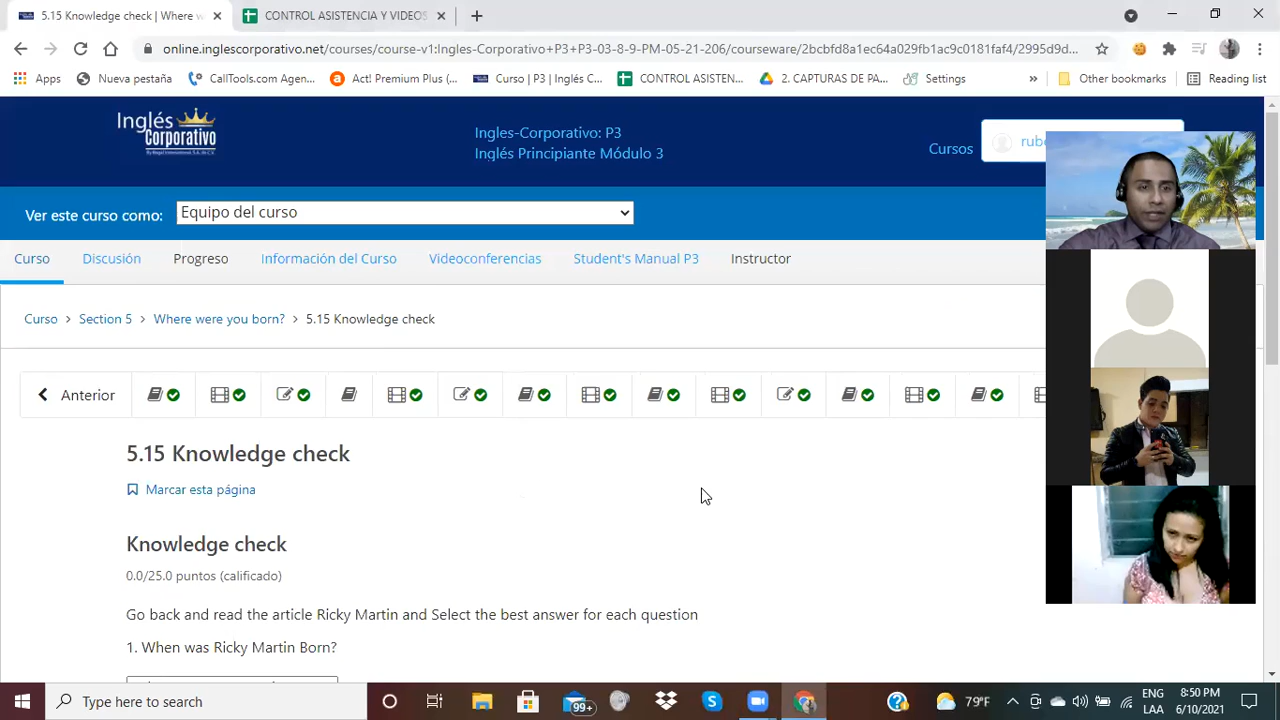 5.15 Knowledge check | Where w
CONTROL ASISTENCIA Y VIDEOS
online.inglescorporativo.net/courses/course-v1:Ingles-Corporativo+P3+P3-03-8-9-PM-05-21-206/courseware/2bcbfd8a1ec64a029fb1ac9c0181faf4/2995d9d...
Apps Nueva pestaña CallTools.com Agen... Act! Premium Plus (... Curso | P3 | Inglés C... CONTROL ASISTEN... 2. CAPTURAS DE PA... Settings » Other bookmarks Reading list
Inglés Corporativo
Ingles-Corporativo: P3
Inglés Principiante Módulo 3
Cursos rub
Ver este curso como: Equipo del curso
Curso Discusión Progreso Información del Curso Videoconferencias Student's Manual P3 Instructor
Curso > Section 5 > Where were you born? > 5.15 Knowledge check
Anterior
5.15 Knowledge check
Marcar esta página
Knowledge check
0.0/25.0 puntos (calificado)
Go back and read the article Ricky Martin and Select the best answer for each question
1. When was Ricky Martin Born?
Type here to search
99+
79°F
ENG
LAA
8:50 PM
6/10/2021